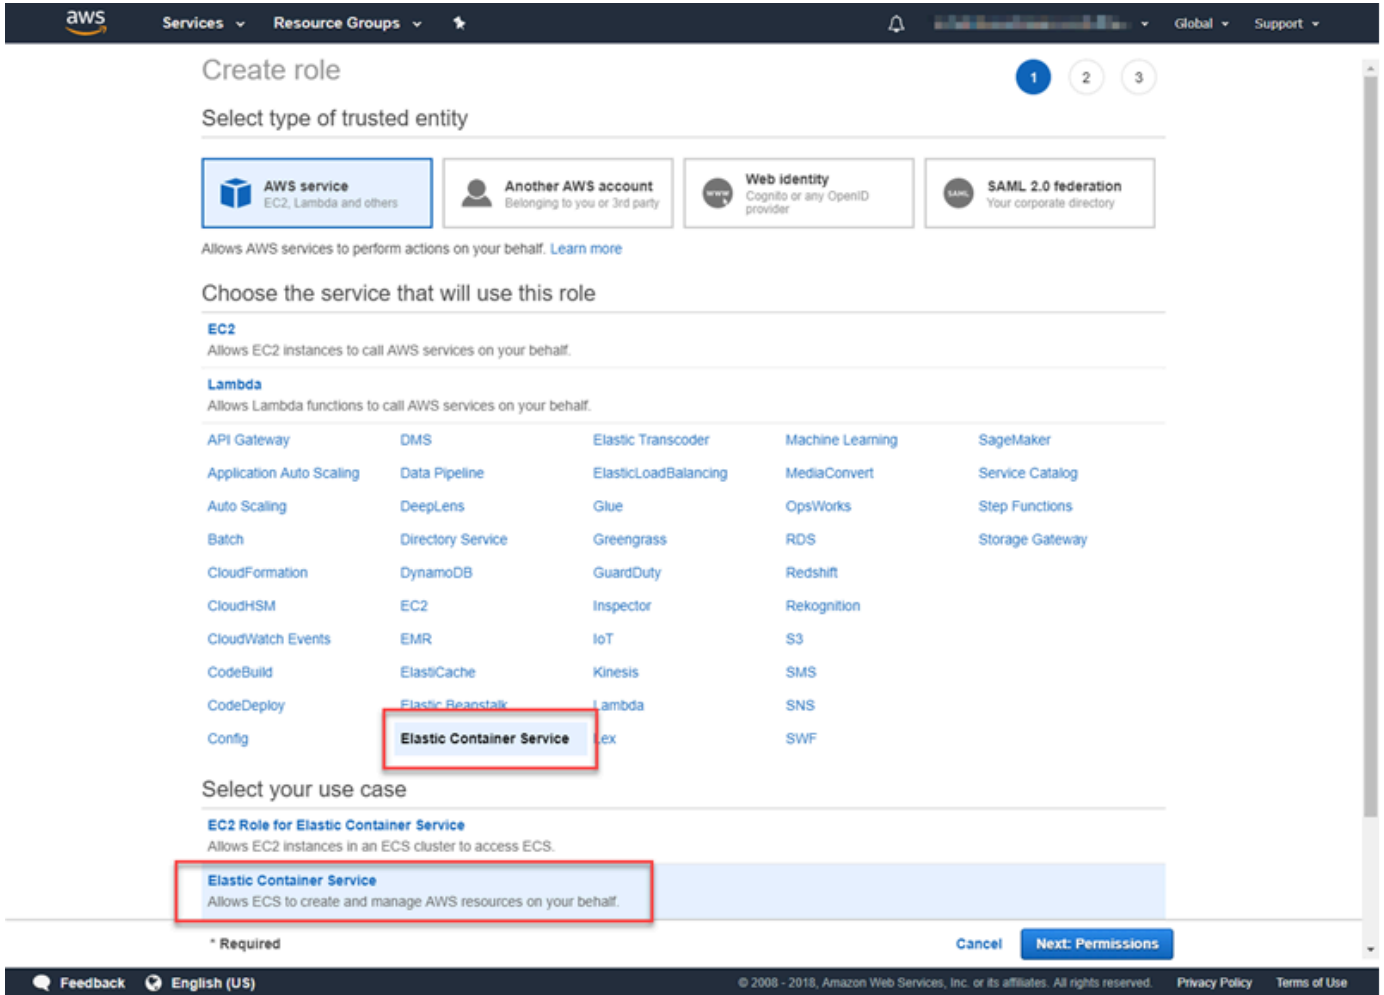 aws Services Resource Groups Global Support
Create role
1 2 3
Select type of trusted entity
AWS service
EC2, Lambda and others
Another AWS account
Belonging to you or 3rd party
www
Web identity
Cognito or any OpenID
provider
SAML
SAML 2.0 federation
Your corporate directory
Allows AWS services to perform actions on your behalf. Learn more
Choose the service that will use this role
EC2
Allows EC2 instances to call AWS services on your behalf.
Lambda
Allows Lambda functions to call AWS services on your behalf.
API Gateway DMS Elastic Transcoder Machine Learning SageMaker
Application Auto Scaling Data Pipeline ElasticLoadBalancing MediaConvert Service Catalog
Auto Scaling DeepLens Glue OpsWorks Step Functions
Batch Directory Service Greengrass RDS Storage Gateway
CloudFormation DynamoDB GuardDuty Redshift
CloudHSM EC2 Inspector Rekognition
CloudWatch Events EMR IoT S3
CodeBuild ElastiCache Kinesis SMS
CodeDeploy Elastic Beanstalk Lambda SNS
Config Elastic Container Service Lex SWF
Select your use case
EC2 Role for Elastic Container Service
Allows EC2 instances in an ECS cluster to access ECS.
Elastic Container Service
Allows ECS to create and manage AWS resources on your behalf.
* Required Cancel Next: Permissions
Feedback English (US) © 2008 - 2018, Amazon Web Services, Inc. or its affiliates. All rights reserved. Privacy Policy Terms of Use